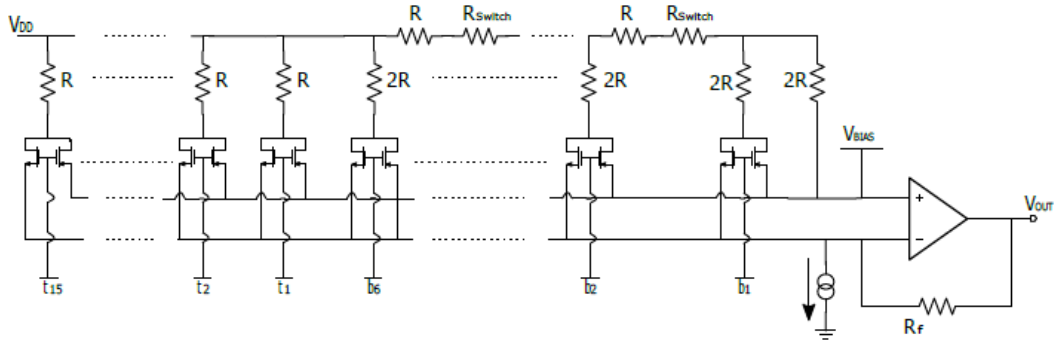 R RSwitch R RSwitch
VDD
R R R 2R 2R 2R 2R
VBIAS
+ VOUT
−
t15 t2 t1 b6 b2 b1
Rf